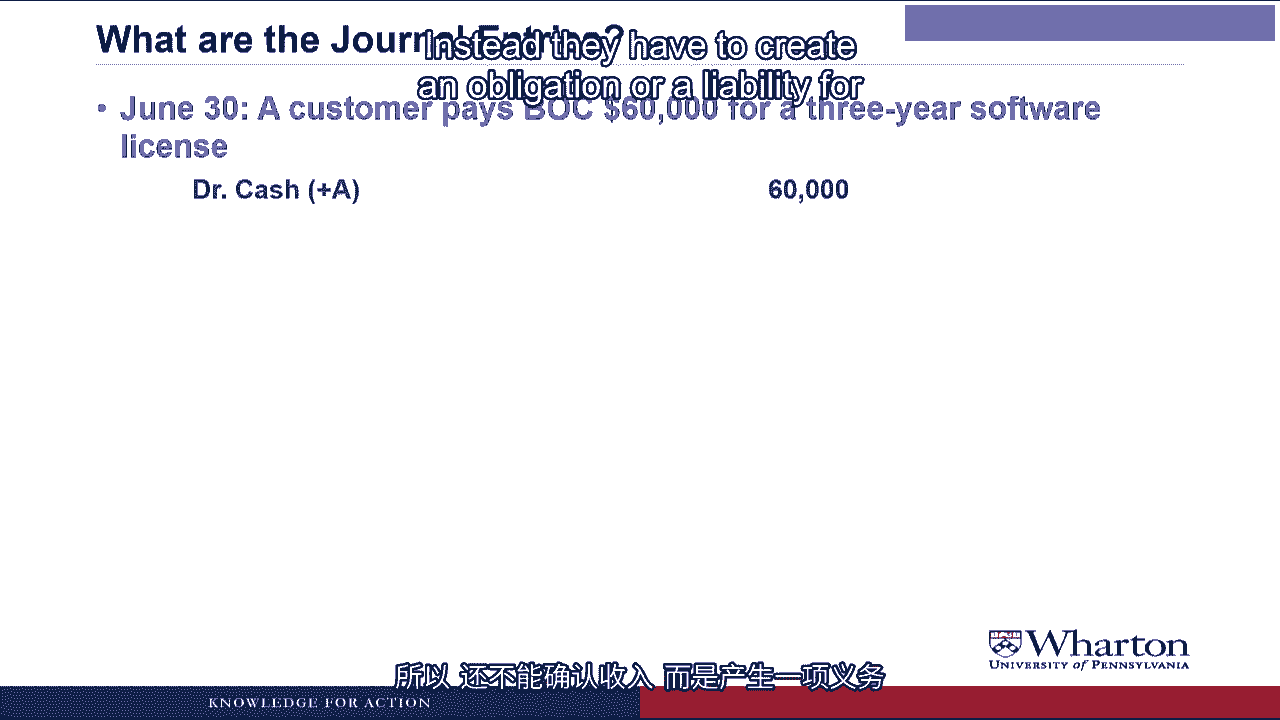 What are the Journal Entries?
Instead they have to create
an obligation or a liability for
• June 30: A customer pays BOC $60,000 for a three-year software
license
Dr. Cash (+A) 60,000
Wharton
UNIVERSITY of PENNSYLVANIA
所以 还不能确认收入 而是产生一项义务
KNOWLEDGE FOR ACTION